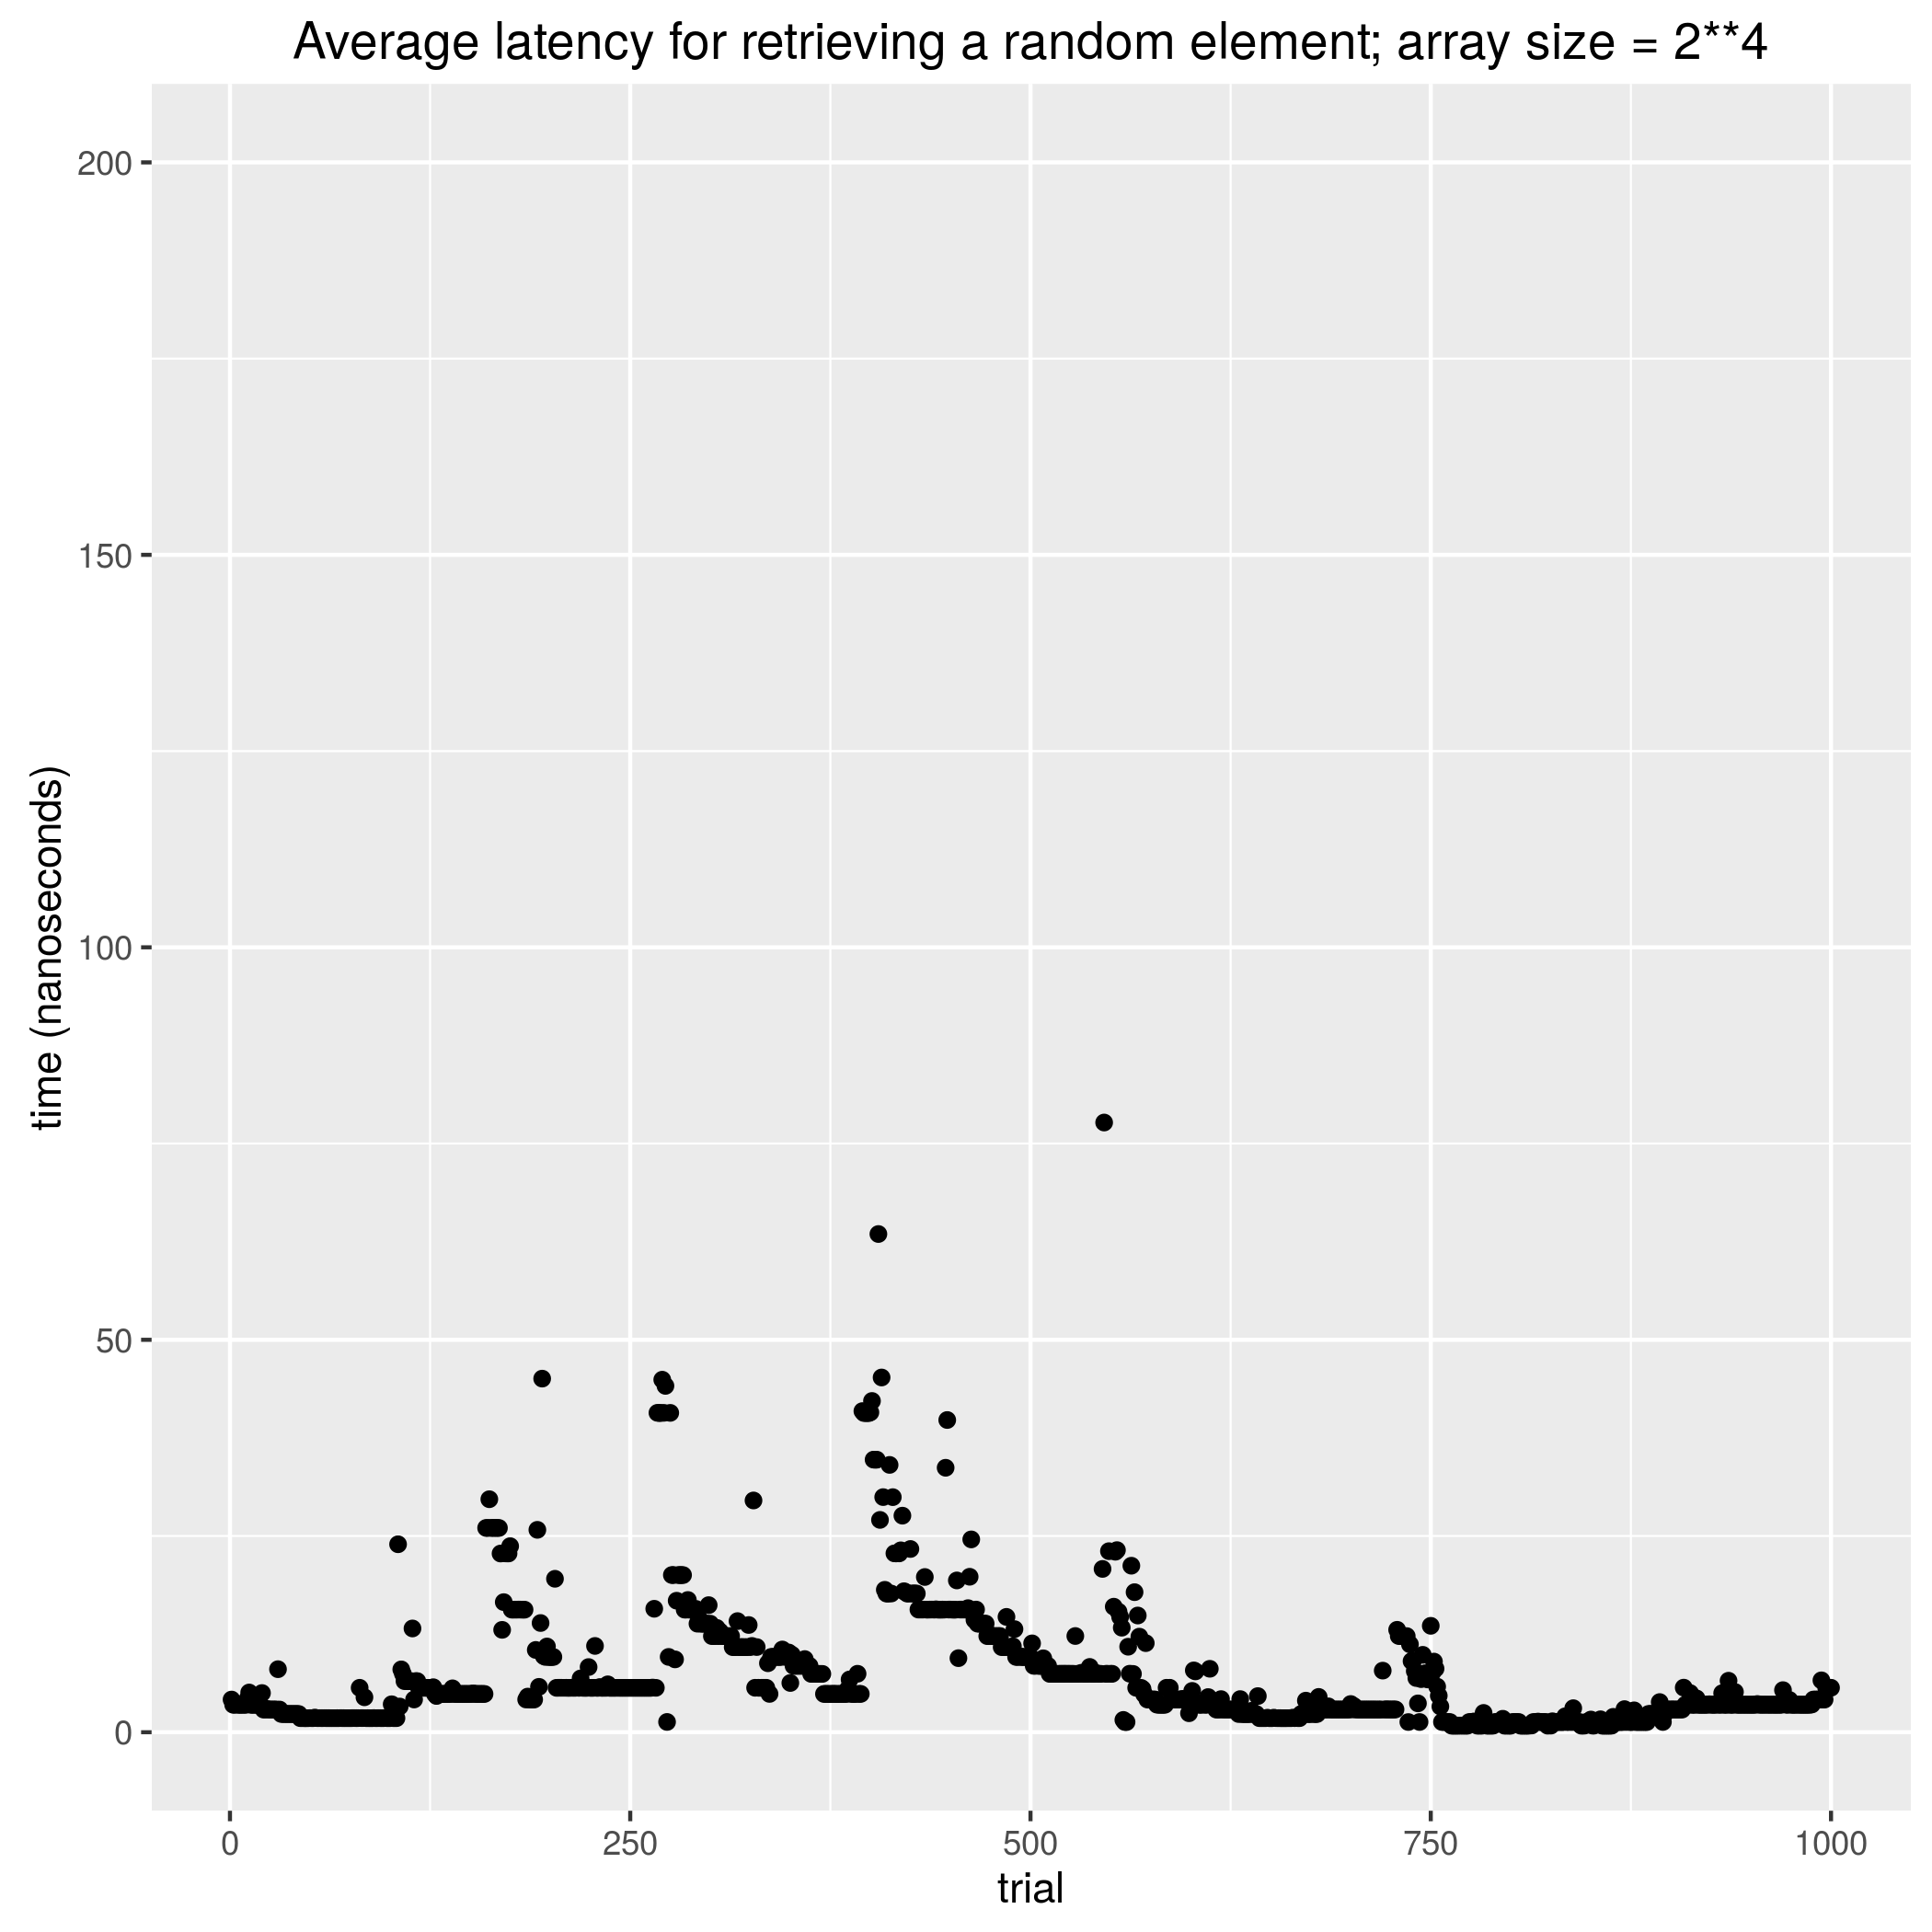 Average latency for retrieving a random element; array size = 2**4
time (nanoseconds)
200
150
100
50
0
0 250 500 750 1000
trial